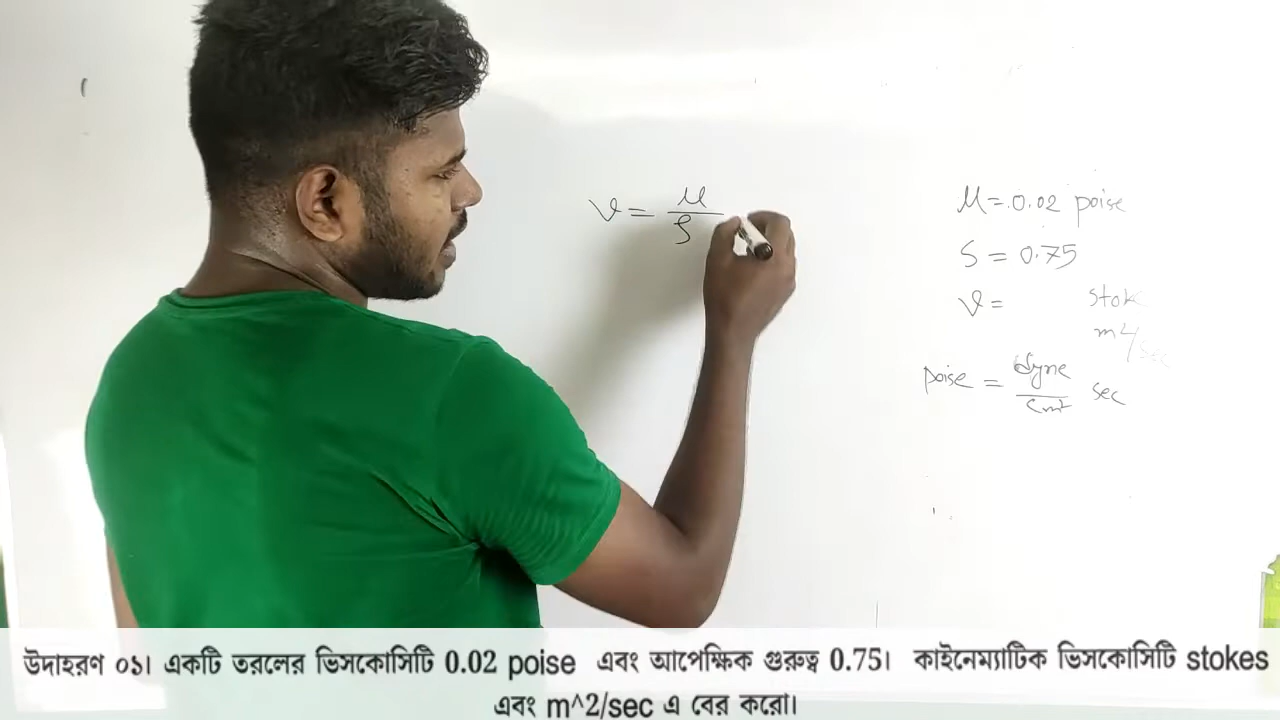 ν = μ/ρ
μ = 0.02 poise
S = 0.75
ν = stok
m²/sec
poise = dyne/cm² sec
উদাহরণ ০১। একটি তরলের ভিসকোসিটি 0.02 poise এবং আপেক্ষিক গুরুত্ব 0.75। কাইনেম্যাটিক ভিসকোসিটি stokes
এবং m^2/sec এ বের করো।